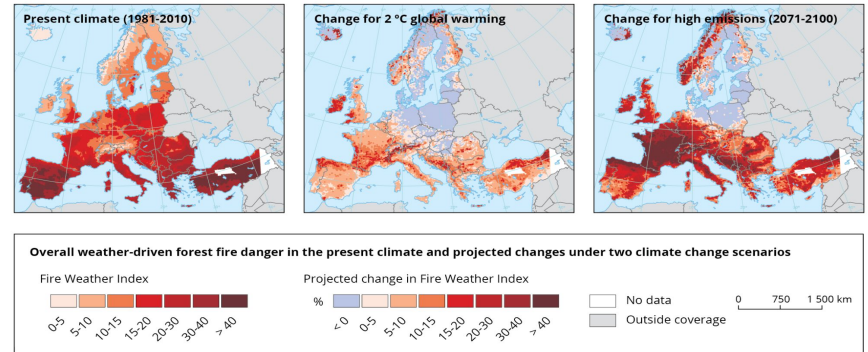 Present climate (1981-2010)
Change for 2 °C global warming
Change for high emissions (2071-2100)
Overall weather-driven forest fire danger in the present climate and projected changes under two climate change scenarios
Fire Weather Index
0-5 5-10 10-15 15-20 20-30 30-40 > 40
Projected change in Fire Weather Index
%
< 0 0-5 5-10 10-15 15-20 20-30 30-40 > 40
No data
Outside coverage
0 750 1 500 km